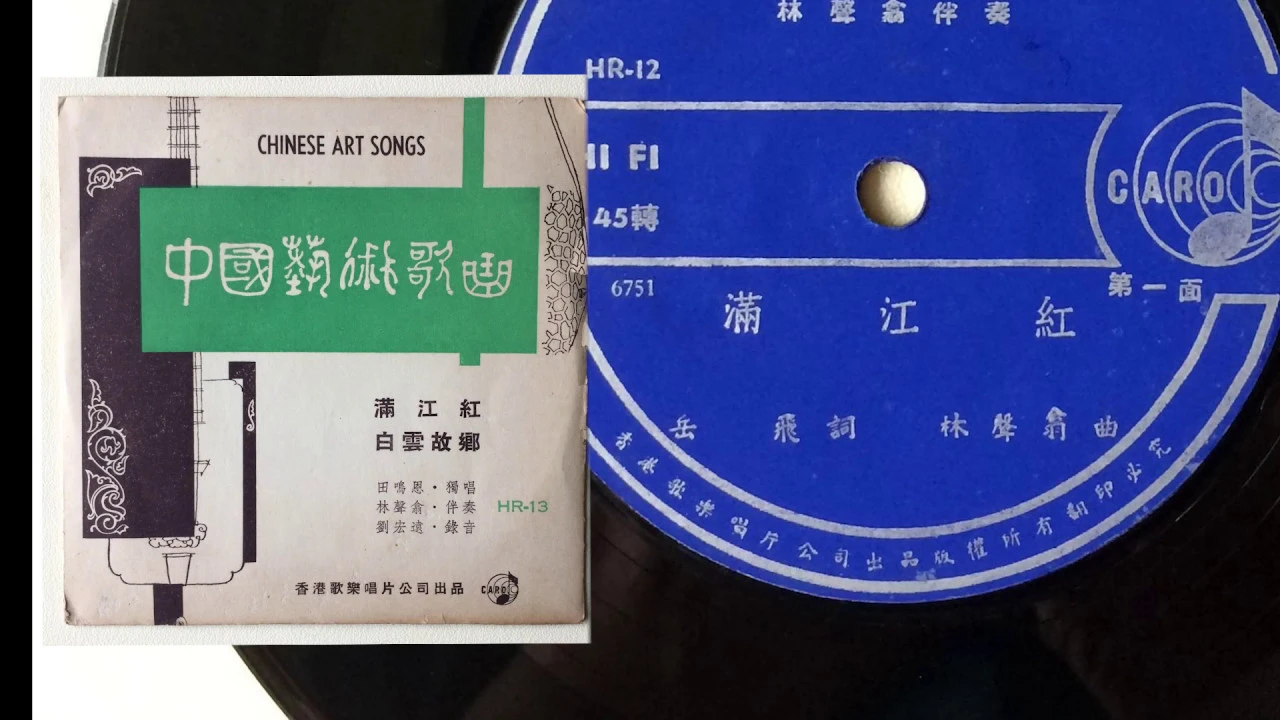 CHINESE ART SONGS
中國藝術歌曲
滿江紅
白雲故鄉
田鳴恩·獨唱
林聲翕·伴奏
劉宏遠·錄音
HR-13
香港歌樂唱片公司出品
CARO
林聲翕伴奏
HR-12
HI FI
45轉
6751
CARO
第一面
滿江紅
岳飛詞 林聲翕曲
香港歌樂唱片公司出品版權所有翻印必究